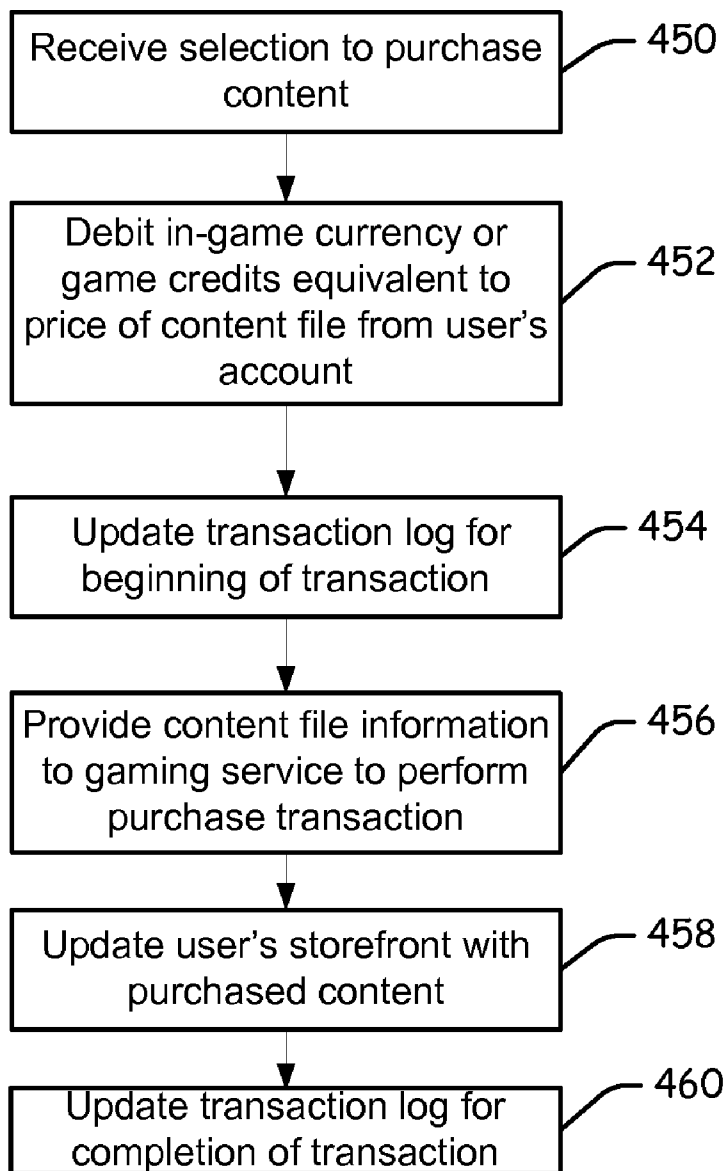 Receive selection to purchase
content
450
Debit in-game currency or
game credits equivalent to
price of content file from user's
account
452
Update transaction log for
beginning of transaction
454
Provide content file information
to gaming service to perform
purchase transaction
456
Update user's storefront with
purchased content
458
Update transaction log for
completion of transaction
460